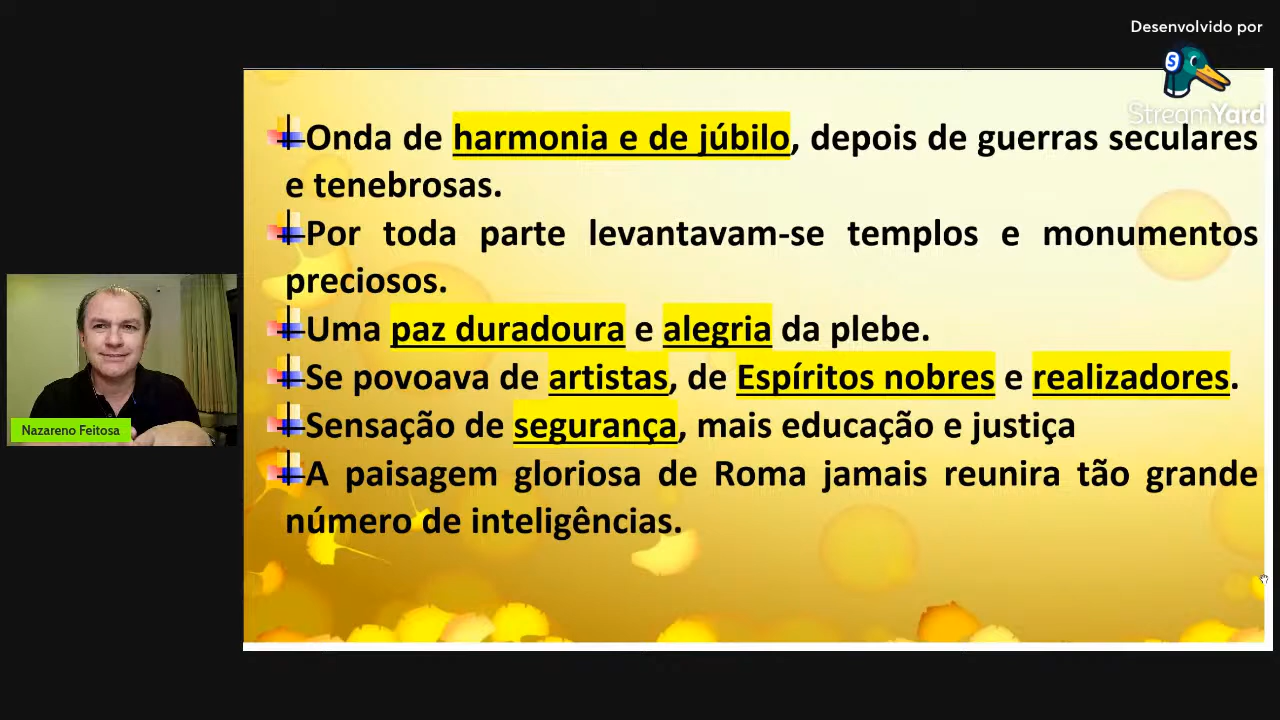 Desenvolvido por
StreamYard
Onda de harmonia e de júbilo, depois de guerras seculares
e tenebrosas.
Por toda parte levantavam-se templos e monumentos
preciosos.
Uma paz duradoura e alegria da plebe.
Se povoava de artistas, de Espíritos nobres e realizadores.
Sensação de segurança, mais educação e justiça
A paisagem gloriosa de Roma jamais reunira tão grande
número de inteligências.
Nazareno Feitosa